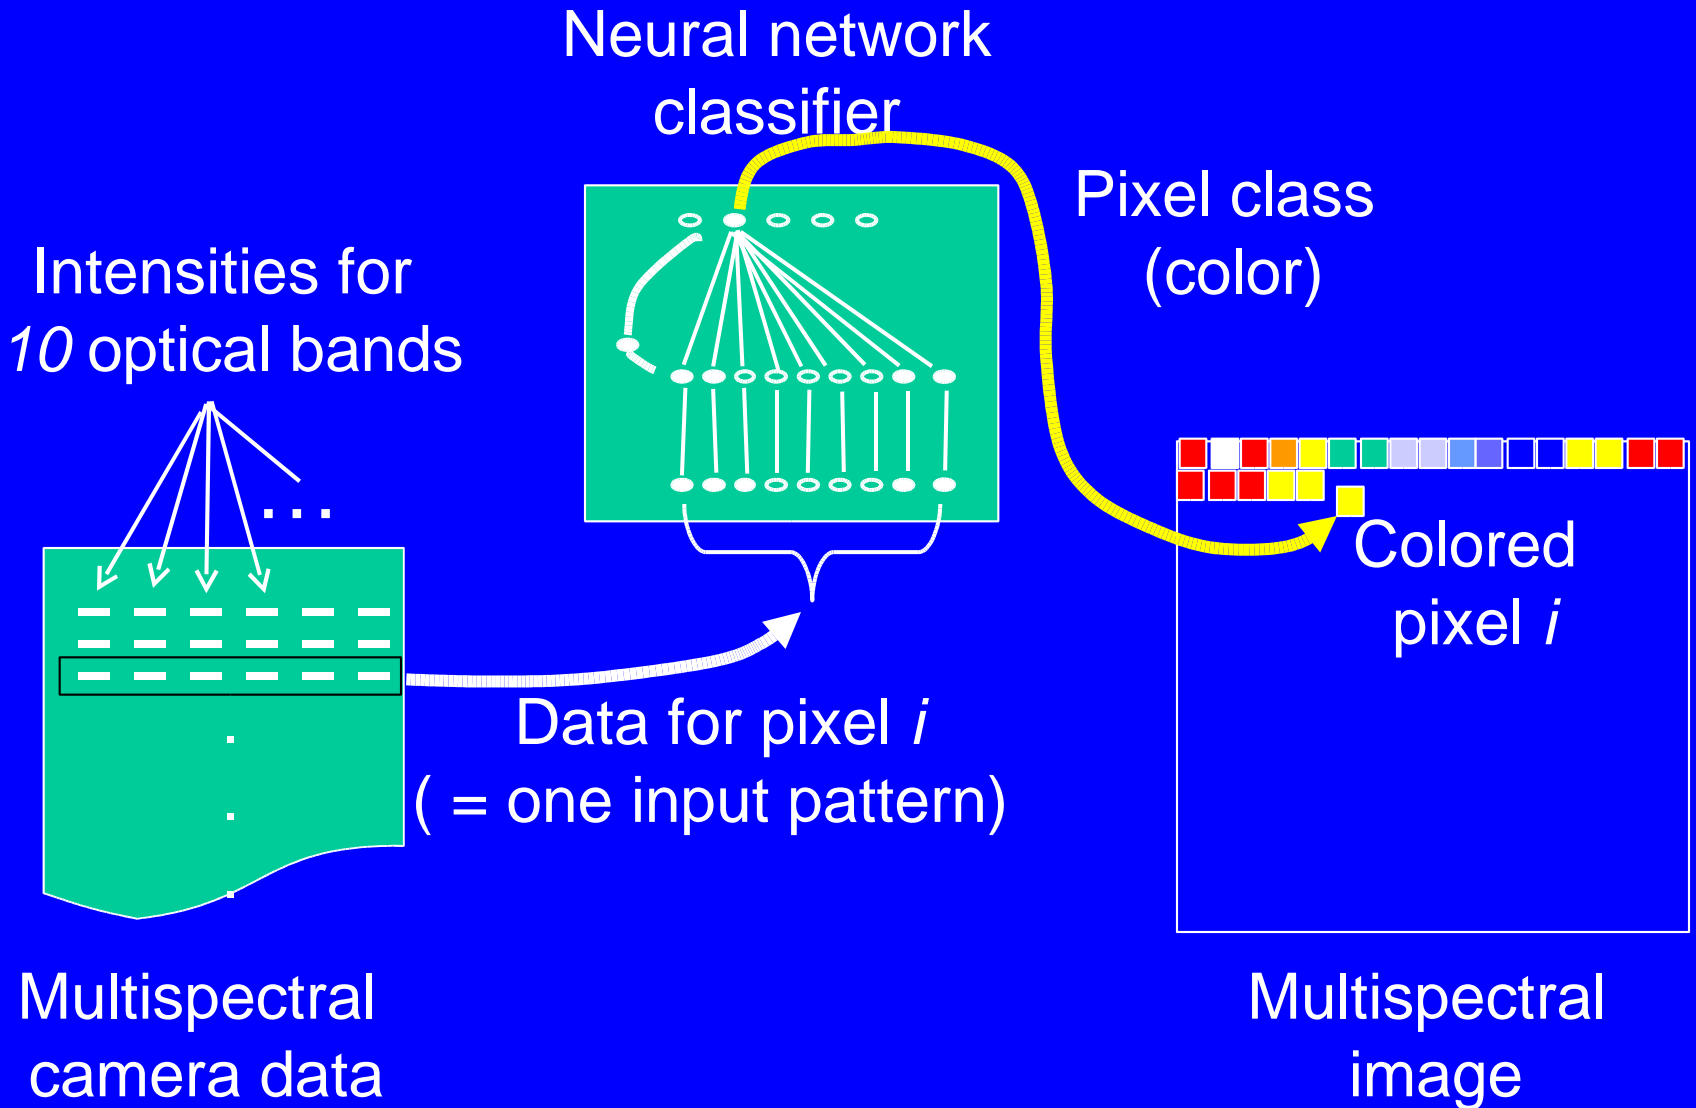 Neural network
classifier
Pixel class
(color)
Intensities for
10 optical bands
...
Colored
pixel i
Data for pixel i
( = one input pattern)
.
.
.
Multispectral
camera data
Multispectral
image